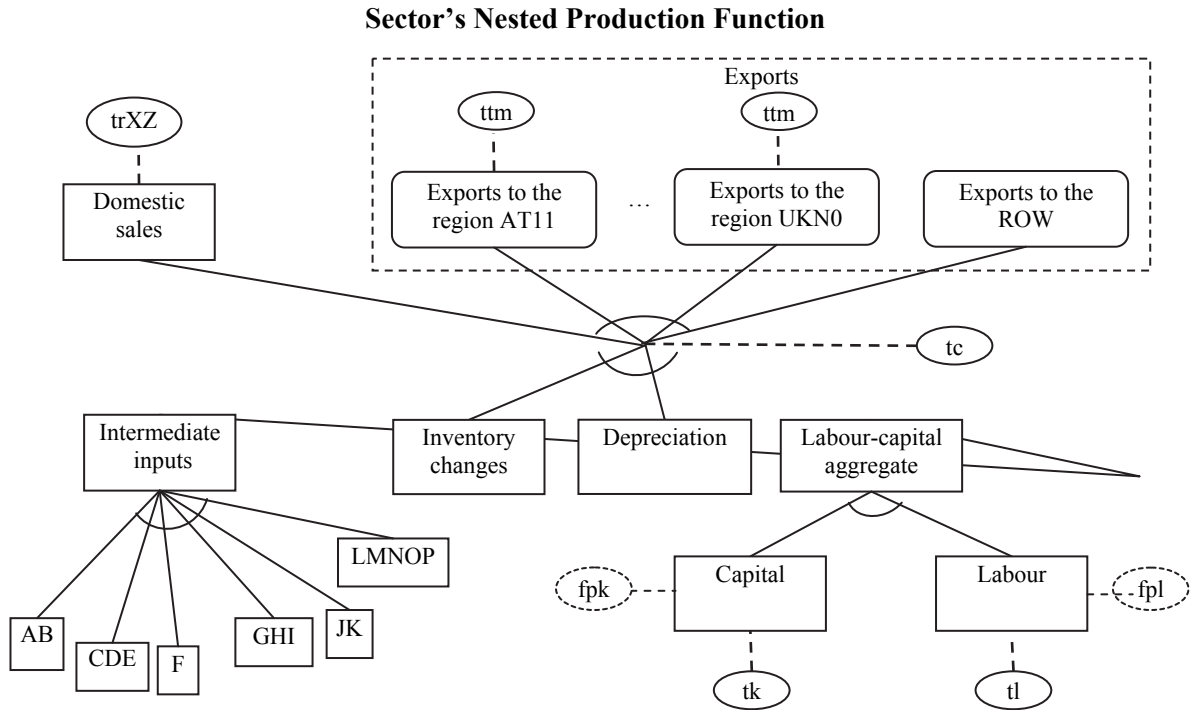 Sector’s Nested Production Function
Exports
trXZ
ttm
ttm
Domestic
sales
Exports to the
region AT11
...
Exports to the
region UKN0
Exports to the
ROW
tc
Intermediate
inputs
Inventory
changes
Depreciation
Labour-capital
aggregate
LMNOP
AB
CDE
F
GHI
JK
fpk
Capital
Labour
fpl
tk
tl